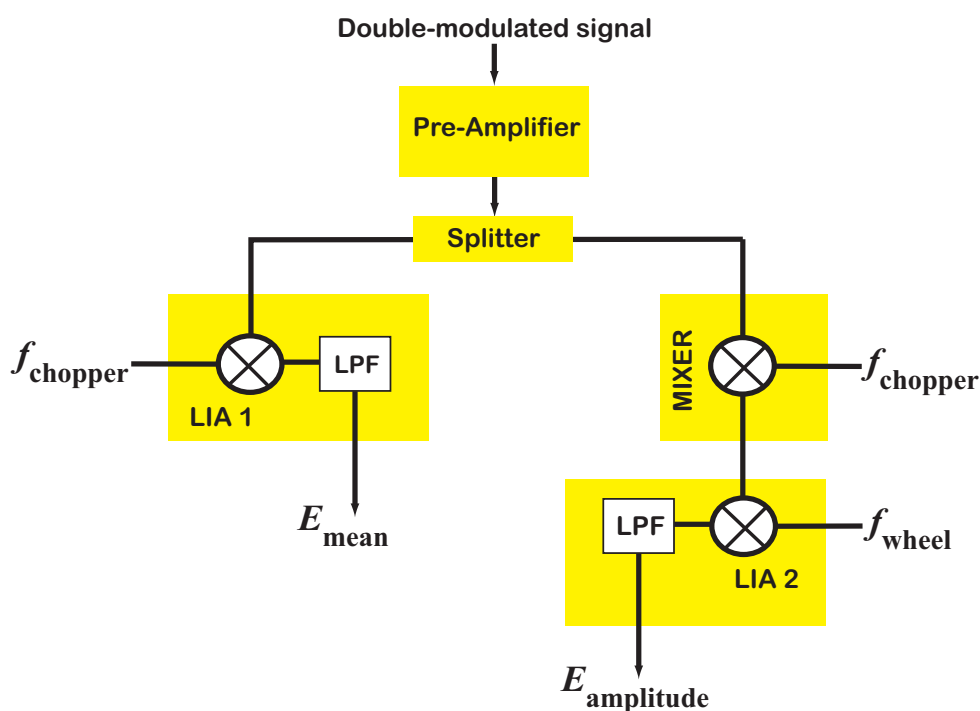 Double-modulated signal
Pre-Amplifier
Splitter
f chopper
LPF
LIA 1
E mean
MIXER
f chopper
LPF
f wheel
LIA 2
E amplitude